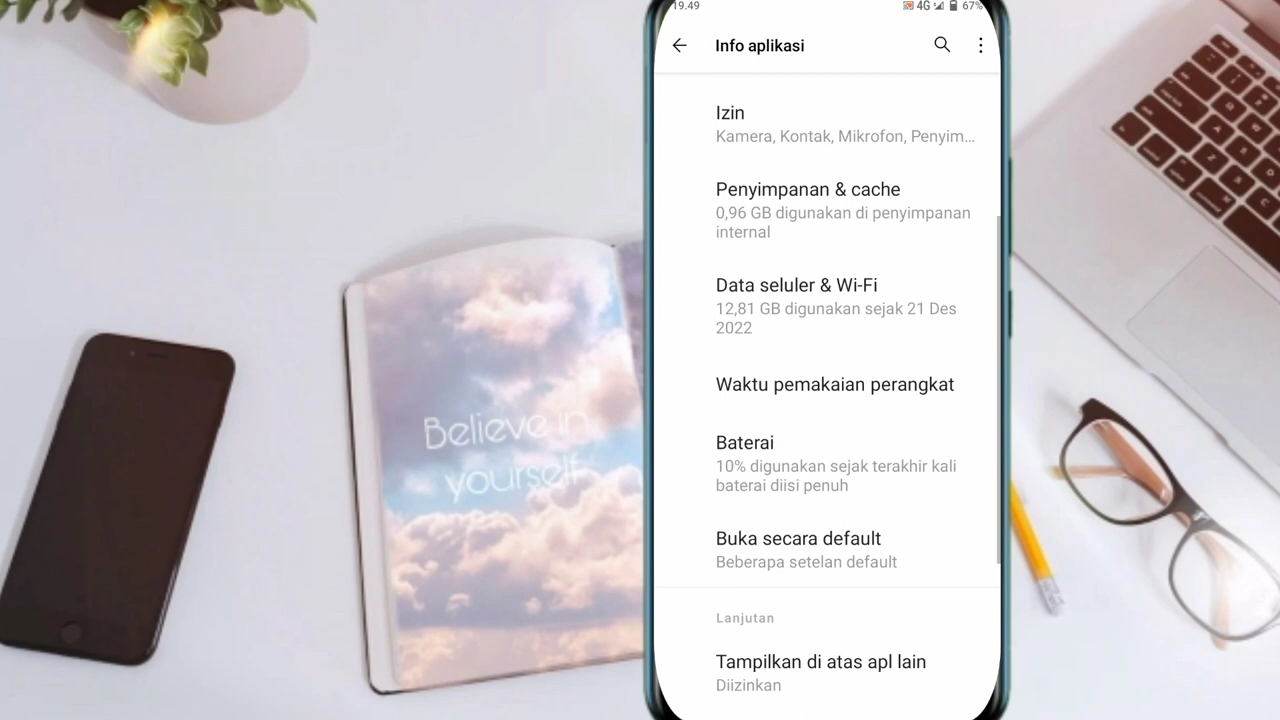 19.49
4G
67%
Info aplikasi
Izin
Kamera, Kontak, Mikrofon, Penyim...
Penyimpanan & cache
0,96 GB digunakan di penyimpanan
internal
Data seluler & Wi-Fi
12,81 GB digunakan sejak 21 Des
2022
Waktu pemakaian perangkat
Baterai
10% digunakan sejak terakhir kali
baterai diisi penuh
Buka secara default
Beberapa setelan default
Lanjutan
Tampilkan di atas apl lain
Diizinkan
Believe in
yourself